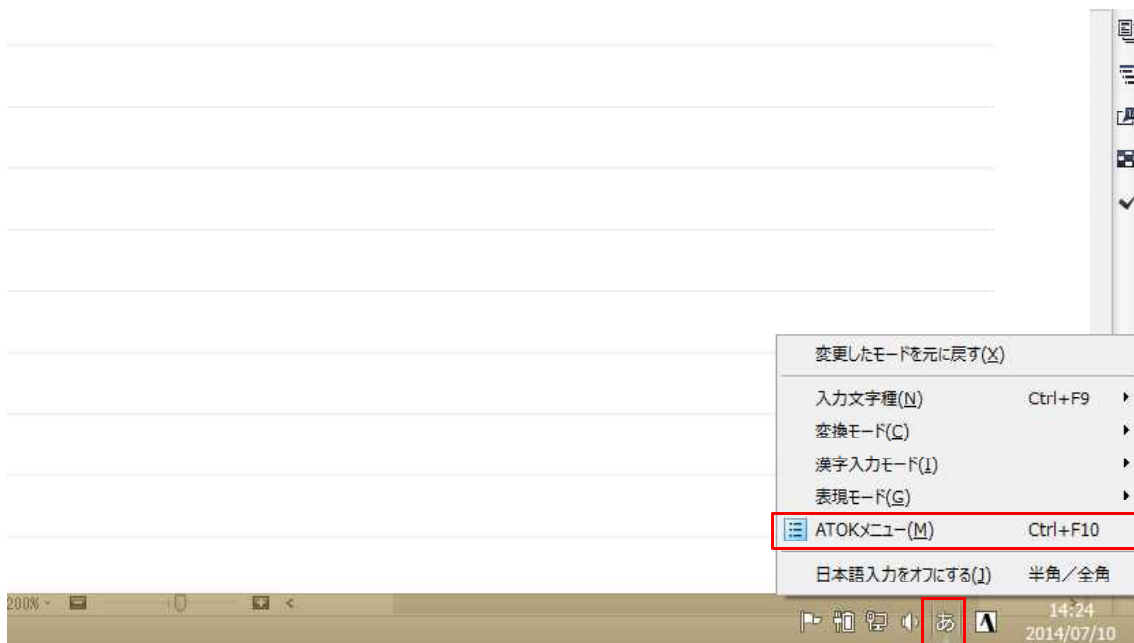 変更したモードを元に戻す(X)
入力文字種(N) Ctrl+F9
変換モード(C)
漢字入力モード(I)
表現モード(G)
ATOKメニュー(M) Ctrl+F10
日本語入力をオフにする(J) 半角／全角
200%
あ A 14:24
2014/07/10